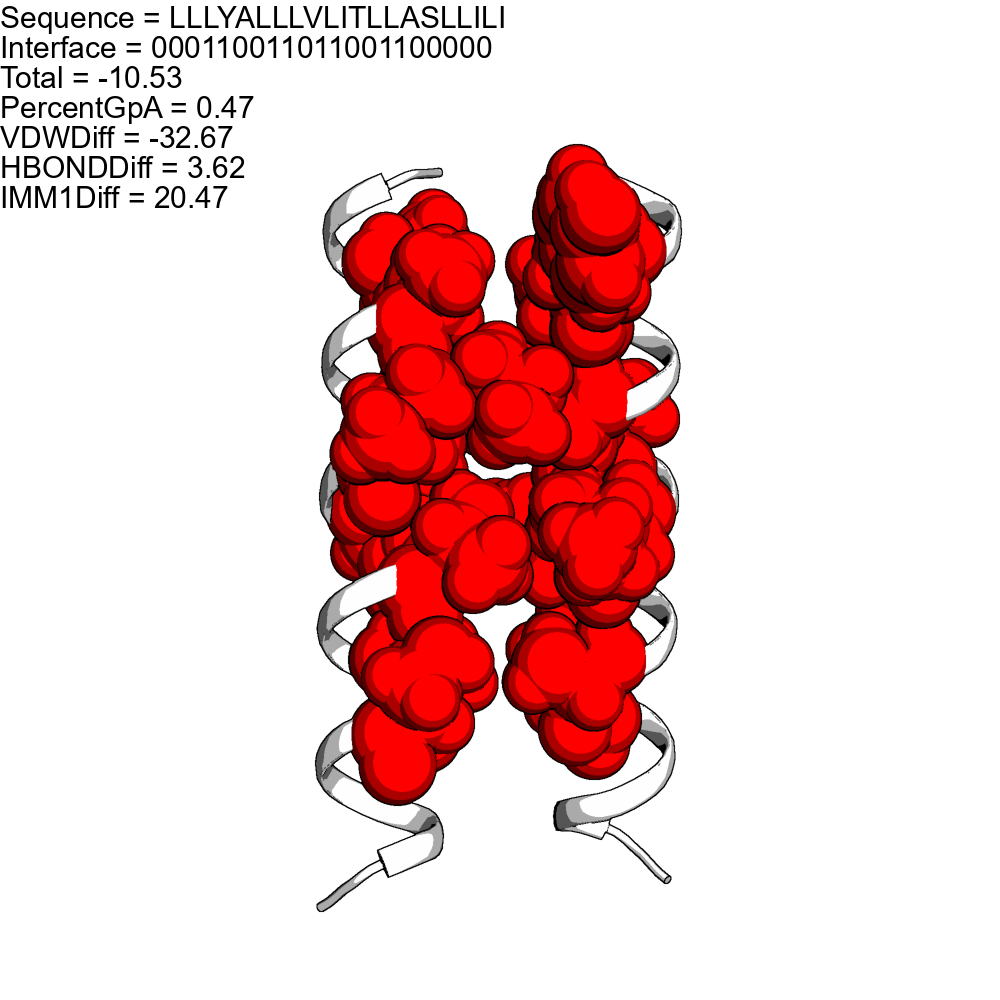 Sequence = LLLYALLLVLITLLASLLILI
Interface = 000110011011001100000
Total = -10.53
PercentGpA = 0.47
VDWDiff = -32.67
HBONDDiff = 3.62
IMM1Diff = 20.47